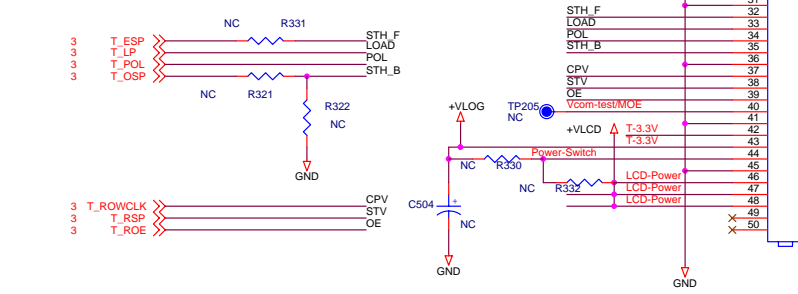 NC R331
3 T_ESP STH_F
3 T_LP LOAD
3 T_POL POL
3 T_OSP STH_B
NC R321
R322
NC
GND
3 T_ROWCLK CPV
3 T_RSP STV
3 T_ROE OE
31
STH_F 32
LOAD 33
POL 34
STH_B 35
36
CPV 37
STV 38
OE 39
Vcom-test/MOE 40
TP205
NC
41
+VLOG
+VLCD
T-3.3V 42
T-3.3V 43
Power-Switch 44
NC R330
45
LCD-Power 46
NC R332
LCD-Power 47
LCD-Power 48
49
50
C504 +
NC
GND
GND